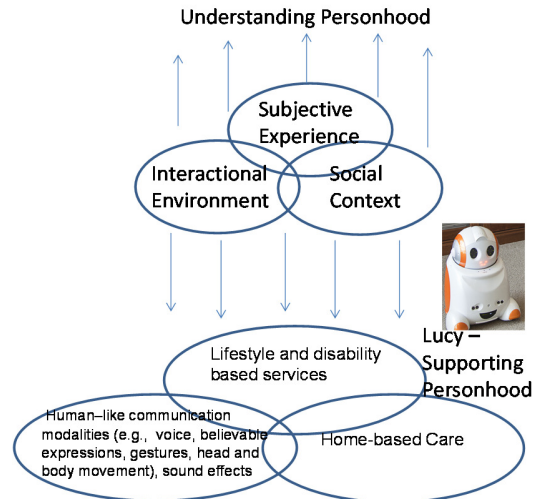 Understanding Personhood
Subjective
Experience
Interactional
Environment
Social
Context
Lucy –
Supporting
Personhood
Lifestyle and disability
based services
Human–like communication
modalities (e.g., voice, believable
expressions, gestures, head and
body movement), sound effects
Home-based Care